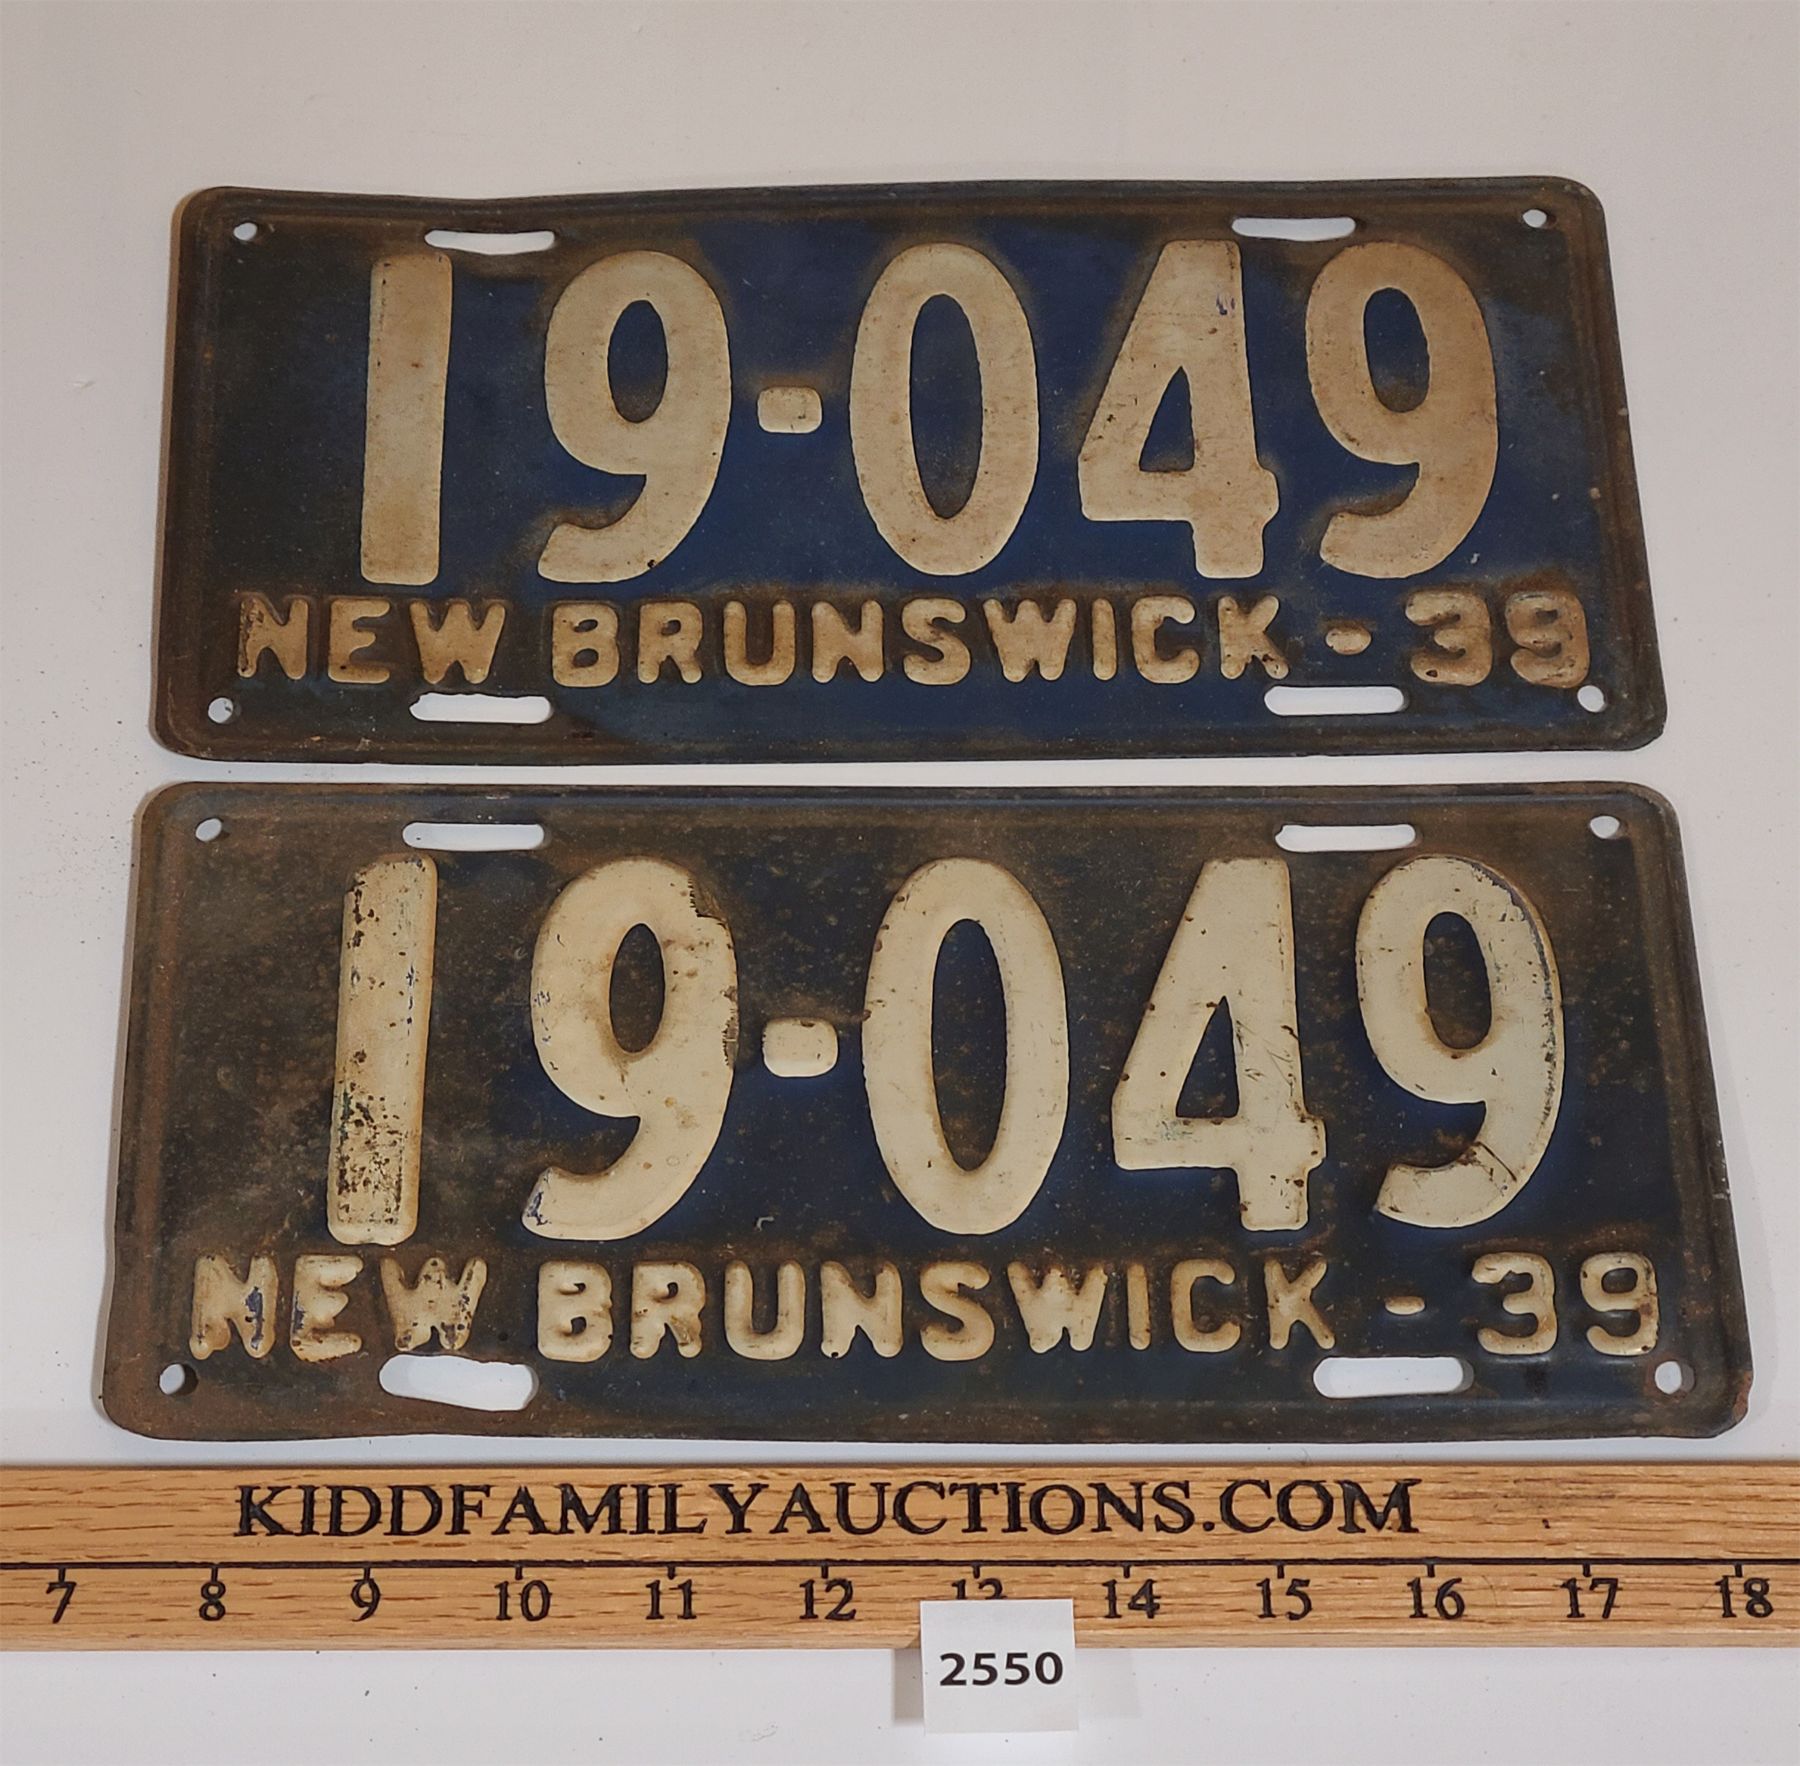 19-049
NEW BRUNSWICK - 39
19-049
NEW BRUNSWICK - 39
KIDDFAMILYAUCTIONS.COM
7 8 9 10 11 12 13 14 15 16 17 18
2550